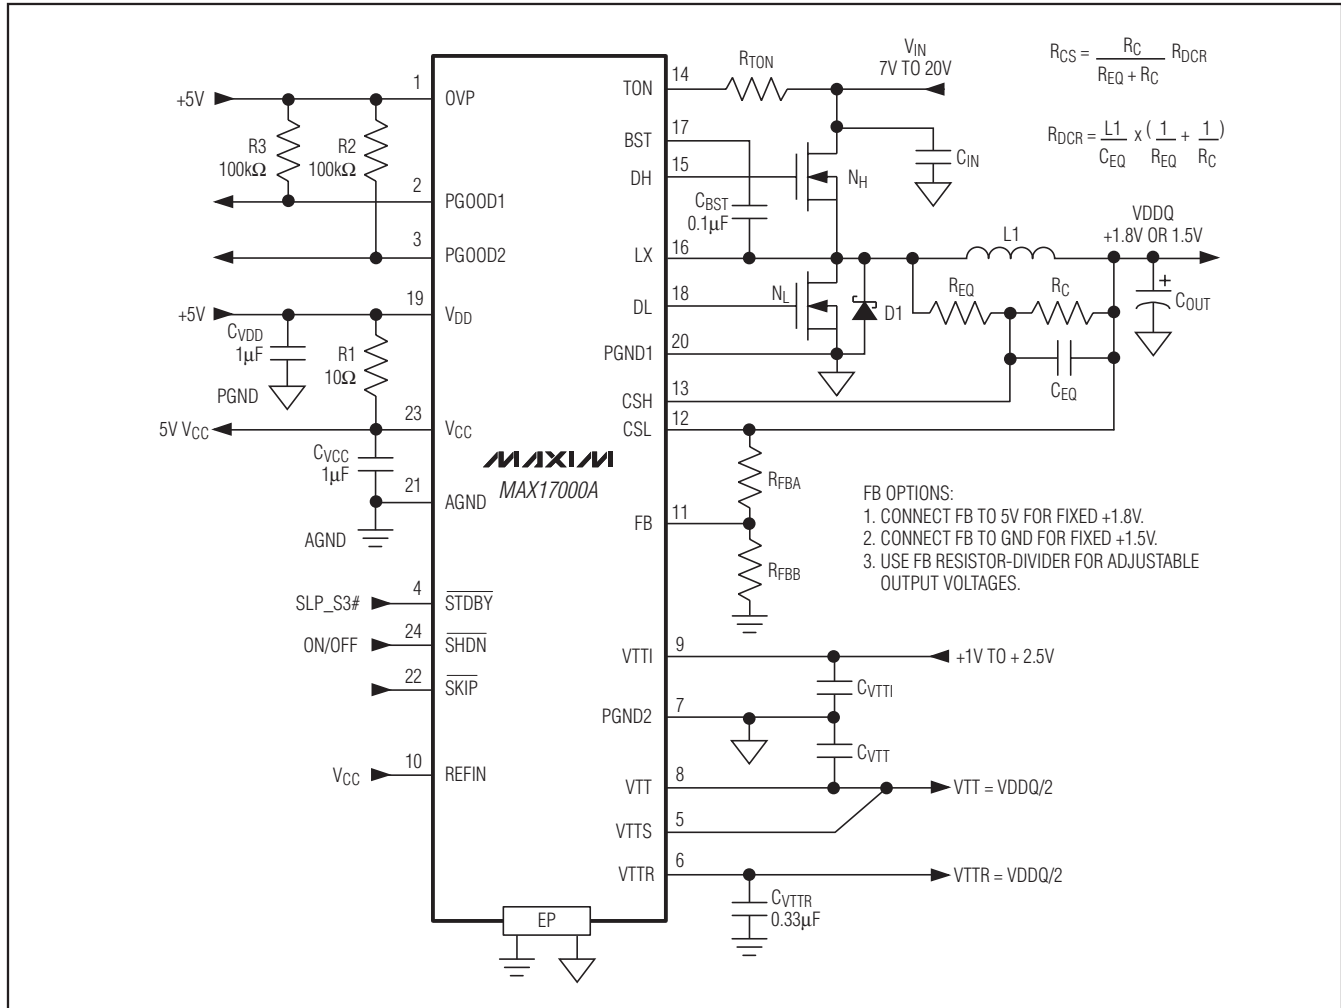 +5V
1
OVP
R3
100kΩ
R2
100kΩ
2
PGOOD1
3
PGOOD2
19
+5V
VDD
CVDD
1µF
R1
10Ω
PGND
23
5V VCC
VCC
CVCC
1µF
21
AGND
AGND
4
SLP_S3#
STDBY
24
ON/OFF
SHDN
22
SKIP
10
VCC
REFIN
MAXIM
MAX17000A
EP
TON
14
RTON
VIN
7V TO 20V
BST
17
DH
15
NH
CIN
CBST
0.1µF
LX
16
L1
VDDQ
+1.8V OR 1.5V
DL
18
NL
D1
REQ
RC
+
COUT
PGND1
20
CEQ
CSH
13
CSL
12
RFBA
FB
11
RFBB
RCS = RC / (REQ + RC) RDCR
RDCR = L1 / CEQ x ( 1 / REQ + 1 / RC )
FB OPTIONS:
1. CONNECT FB TO 5V FOR FIXED +1.8V.
2. CONNECT FB TO GND FOR FIXED +1.5V.
3. USE FB RESISTOR-DIVIDER FOR ADJUSTABLE
OUTPUT VOLTAGES.
VTTI
9
+1V TO + 2.5V
CVTTI
PGND2
7
CVTT
VTT
8
VTT = VDDQ/2
VTTS
5
VTTR
6
VTTR = VDDQ/2
CVTTR
0.33µF